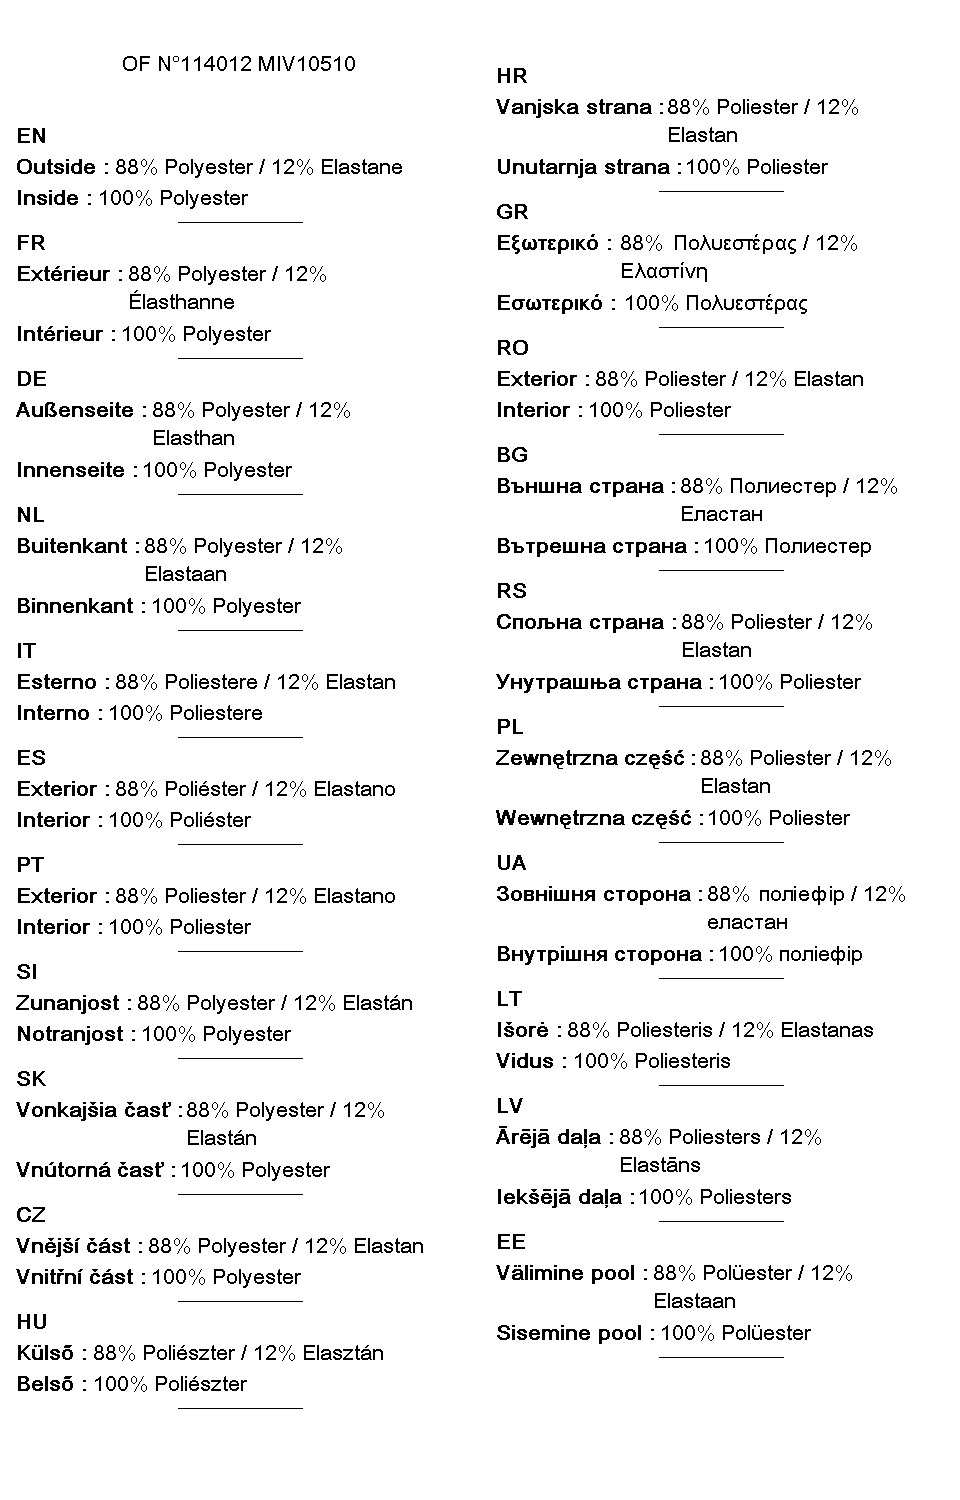 OF N°114012 MIV10510
EN
Outside : 88% Polyester / 12% Elastane
Inside : 100% Polyester
FR
Extérieur : 88% Polyester / 12%
Élasthanne
Intérieur : 100% Polyester
DE
Außenseite : 88% Polyester / 12%
Elasthan
Innenseite : 100% Polyester
NL
Buitenkant : 88% Polyester / 12%
Elastaan
Binnenkant : 100% Polyester
IT
Esterno : 88% Poliestere / 12% Elastan
Interno : 100% Poliestere
ES
Exterior : 88% Poliéster / 12% Elastano
Interior : 100% Poliéster
PT
Exterior : 88% Poliester / 12% Elastano
Interior : 100% Poliester
SI
Zunanjost : 88% Polyester / 12% Elastán
Notranjost : 100% Polyester
SK
Vonkajšia časť : 88% Polyester / 12%
Elastán
Vnútorná časť : 100% Polyester
CZ
Vnější část : 88% Polyester / 12% Elastan
Vnitřní část : 100% Polyester
HU
Külsõ : 88% Poliészter / 12% Elasztán
Belsõ : 100% Poliészter
HR
Vanjska strana : 88% Poliester / 12%
Elastan
Unutarnja strana : 100% Poliester
GR
Εξωτερικό : 88% Πολυεστέρας / 12%
Ελαστίνη
Εσωτερικό : 100% Πολυεστέρας
RO
Exterior : 88% Poliester / 12% Elastan
Interior : 100% Poliester
BG
Външна страна : 88% Полиестер / 12%
Еластан
Вътрешна страна : 100% Полиестер
RS
Спољна страна : 88% Poliester / 12%
Elastan
Унутрашња страна : 100% Poliester
PL
Zewnętrzna część : 88% Poliester / 12%
Elastan
Wewnętrzna część : 100% Poliester
UA
Зовнішня сторона : 88% поліефір / 12%
еластан
Внутрішня сторона : 100% поліефір
LT
Išorė : 88% Poliesteris / 12% Elastanas
Vidus : 100% Poliesteris
LV
Ārējā daļa : 88% Poliesters / 12%
Elastāns
Iekšējā daļa : 100% Poliesters
EE
Välimine pool : 88% Polüester / 12%
Elastaan
Sisemine pool : 100% Polüester